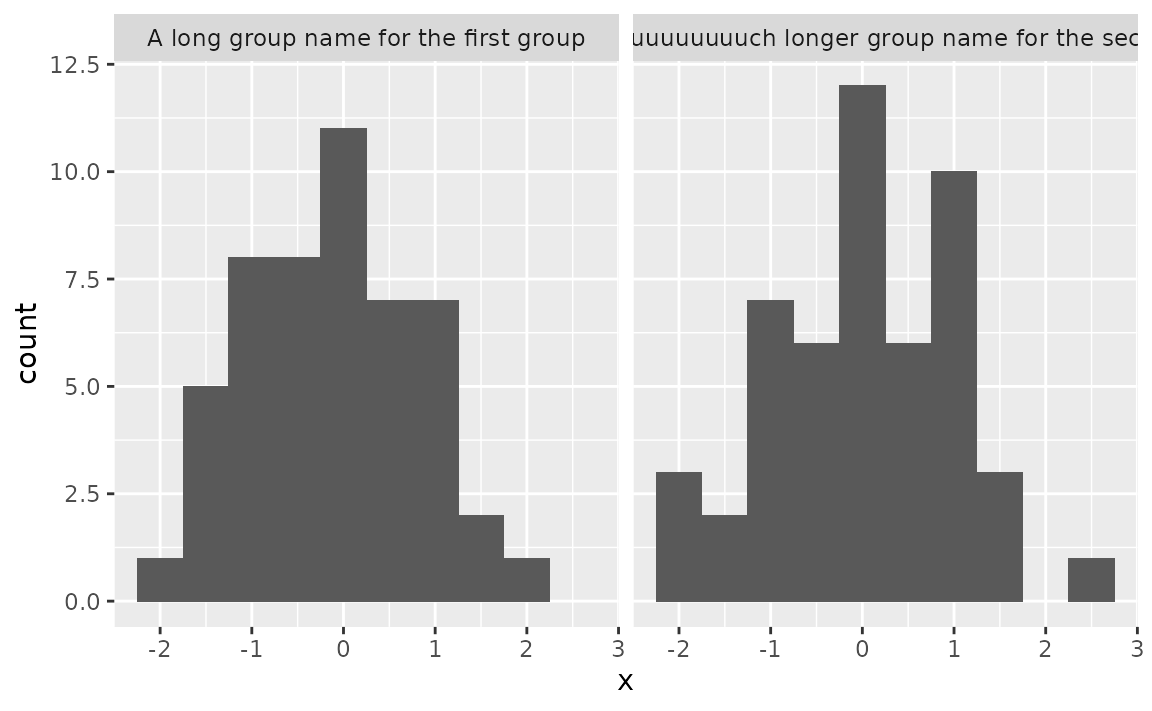 A long group name for the first group
uuuuuuuuch longer group name for the sec
12.5
10.0
7.5
5.0
2.5
0.0
count
-2 -1 0 1 2 3
-2 -1 0 1 2 3
x